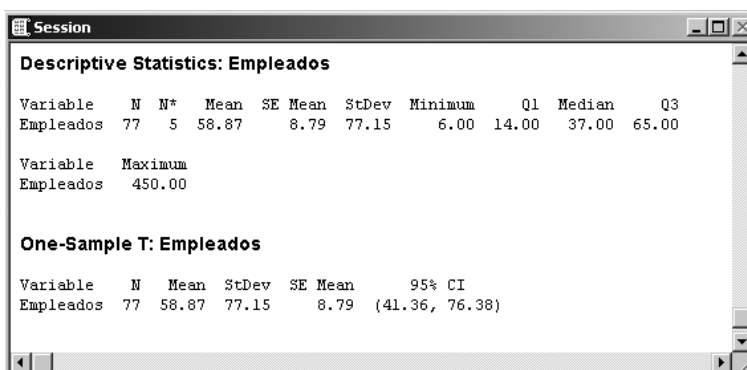 Session
Descriptive Statistics: Empleados
Variable N N* Mean SE Mean StDev Minimum Q1 Median Q3
Empleados 77 5 58.87 8.79 77.15 6.00 14.00 37.00 65.00
Variable Maximum
Empleados 450.00
One-Sample T: Empleados
Variable N Mean StDev SE Mean 95% CI
Empleados 77 58.87 77.15 8.79 (41.36, 76.38)